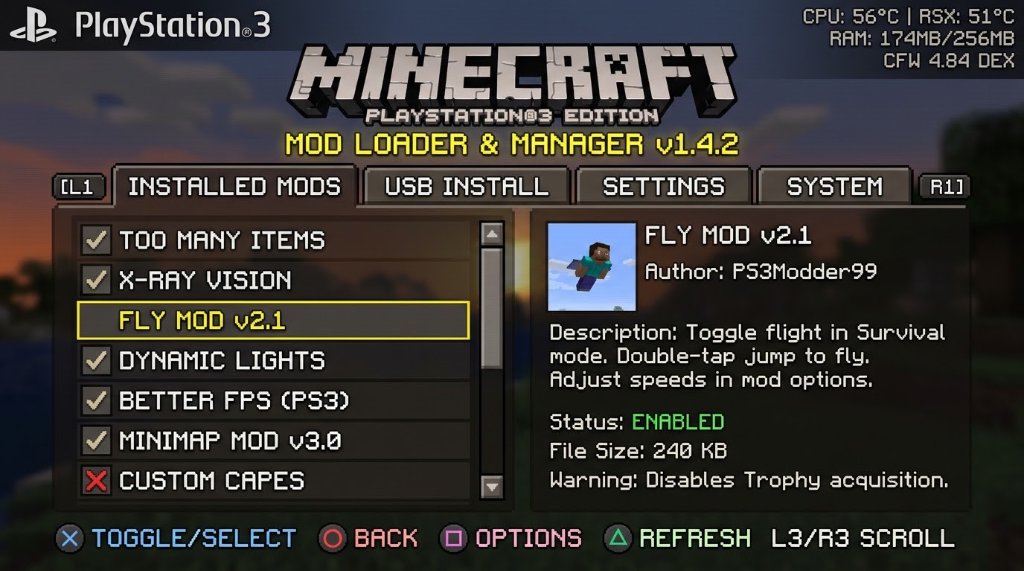 PlayStation®3
CPU: 56°C | RSX: 51°C
RAM: 174MB/256MB
CFW 4.84 DEX
MINECRAFT
PLAYSTATION®3 EDITION
MOD LOADER & MANAGER v1.4.2
[L1
INSTALLED MODS
USB INSTALL
SETTINGS
SYSTEM
R1]
TOO MANY ITEMS
X-RAY VISION
FLY MOD v2.1
DYNAMIC LIGHTS
BETTER FPS (PS3)
MINIMAP MOD v3.0
CUSTOM CAPES
FLY MOD v2.1
Author: PS3Modder99
Description: Toggle flight in Survival
mode. Double-tap jump to fly.
Adjust speeds in mod options.
Status: ENABLED
File Size: 240 KB
Warning: Disables Trophy acquisition.
TOGGLE/SELECT BACK OPTIONS REFRESH L3/R3 SCROLL